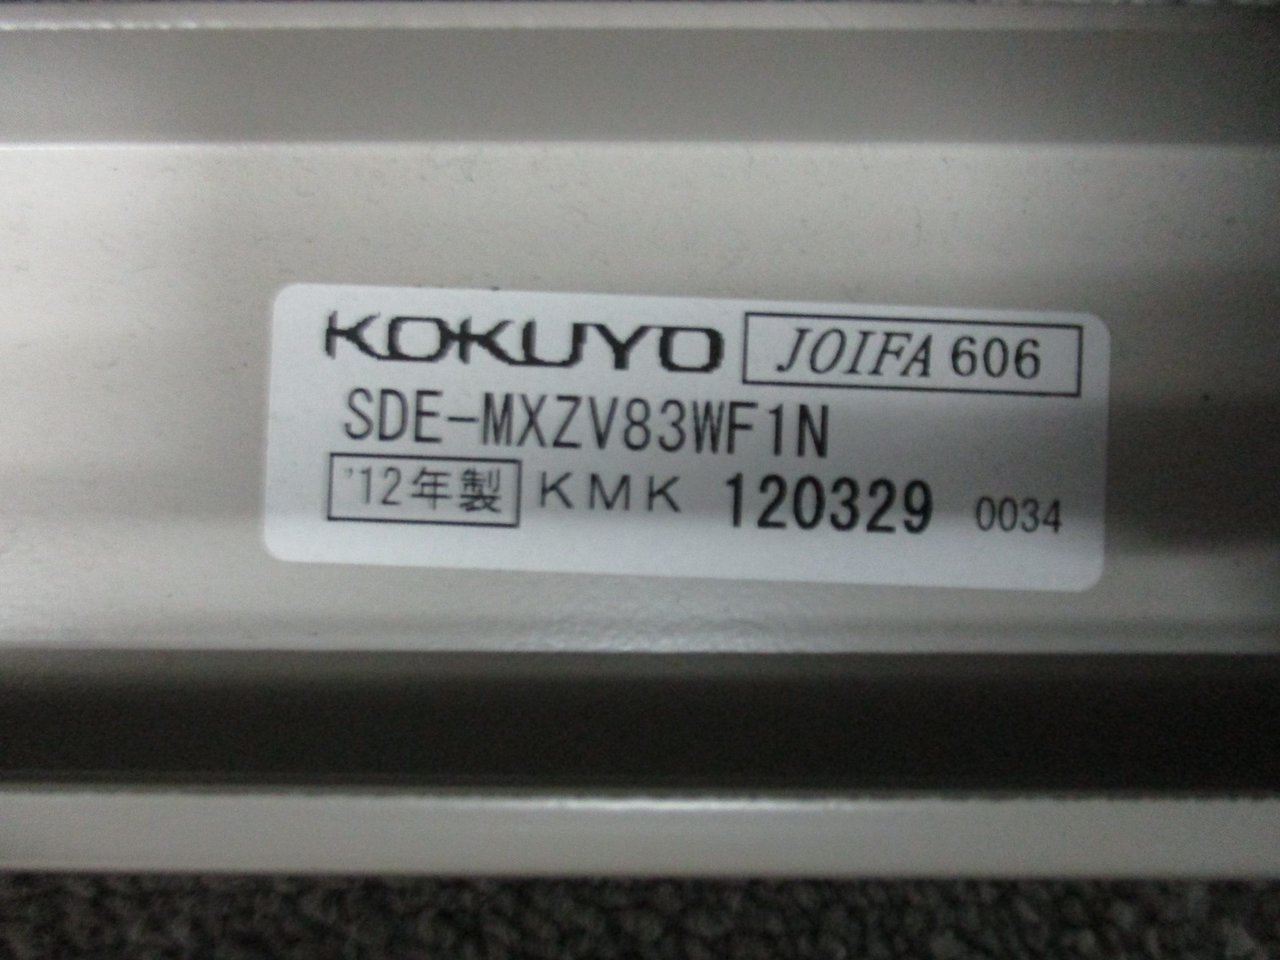 KOKUYO JOIFA 606
SDE-MXZV83WF1N
'12年製 KMK 120329 0034